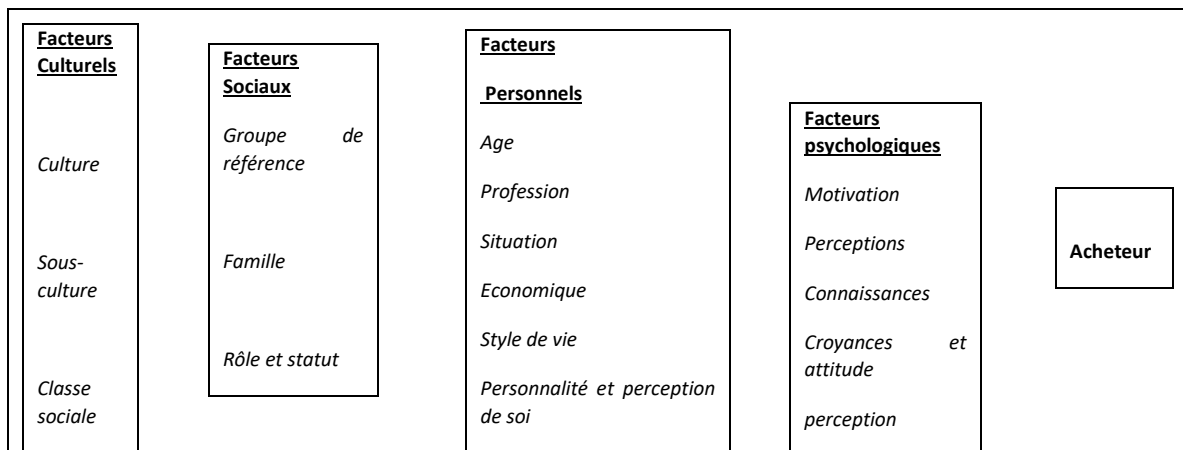 Facteurs
Culturels
Culture
Sous-
culture
Classe
sociale
Facteurs
Sociaux
Groupe de
référence
Famille
Rôle et statut
Facteurs
Personnels
Age
Profession
Situation
Economique
Style de vie
Personnalité et perception
de soi
Facteurs
psychologiques
Motivation
Perceptions
Connaissances
Croyances et
attitude
perception
Acheteur